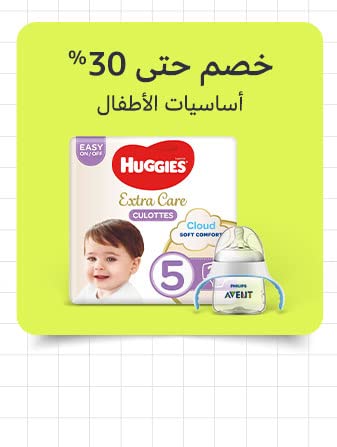 خصم حتى 30%
أساسيات الأطفال
EASY
ON/OFF
HUGGIES
Extra Care
CULOTTES
Cloud
SOFT COMFORT
5
PHILIPS
AVENT